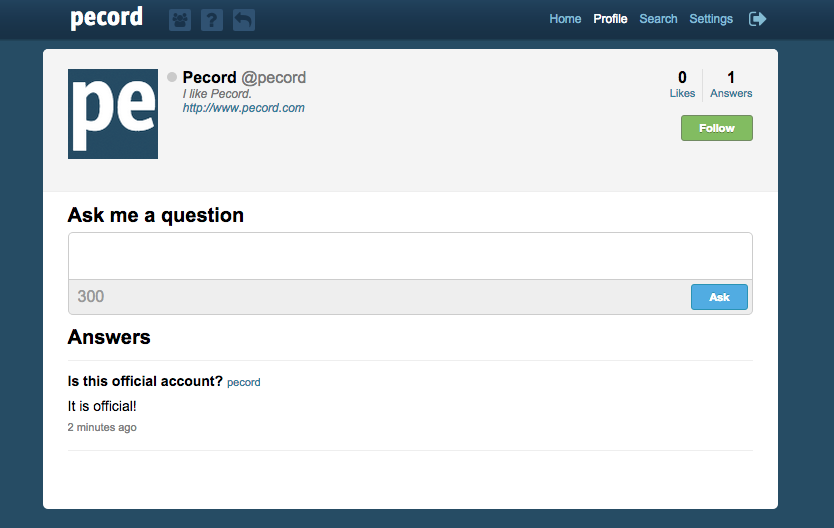 pecord ? Home Profile Search Settings
pe
Pecord @pecord
I like Pecord.
http://www.pecord.com
0 1
Likes Answers
Follow
Ask me a question
300 Ask
Answers
Is this official account? pecord
It is official!
2 minutes ago